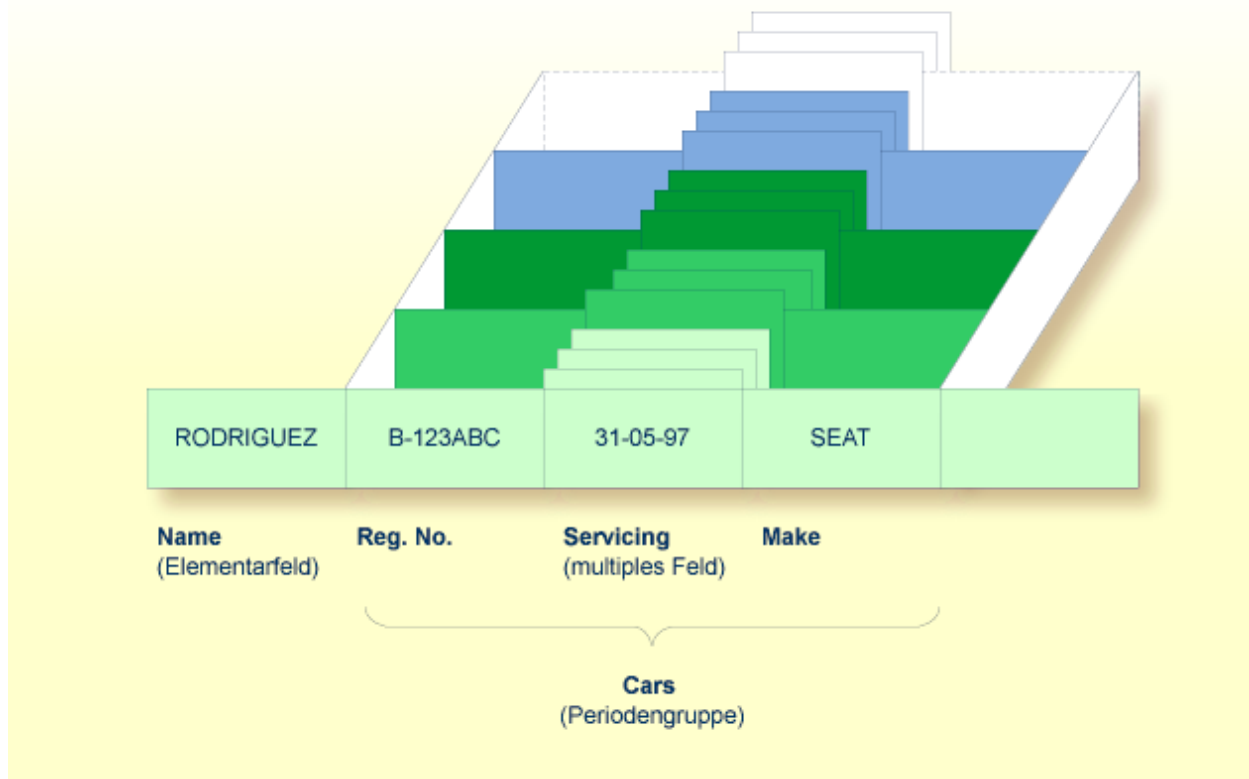 RODRIGUEZ B-123ABC 31-05-97 SEAT
Name Reg. No. Servicing Make
(Elementarfeld) (multiples Feld)
Cars
(Periodengruppe)